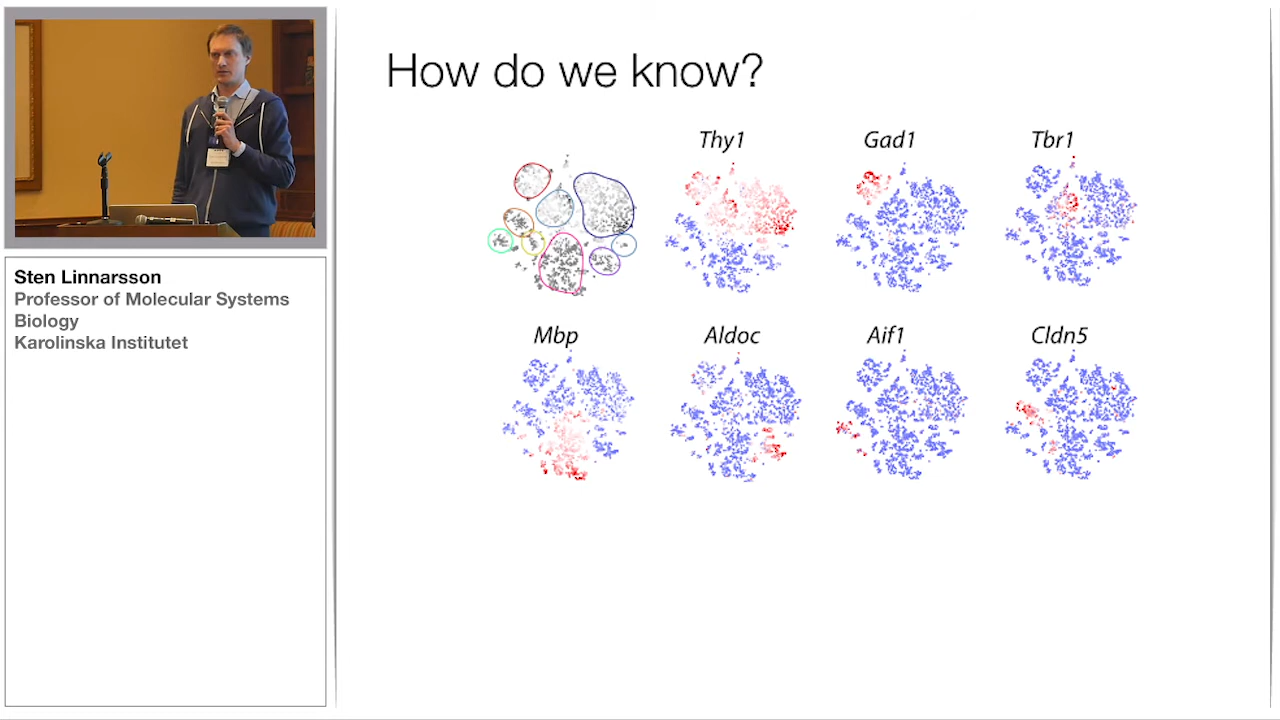 How do we know?
Thy1
Gad1
Tbr1
Mbp
Aldoc
Aif1
Cldn5
Sten Linnarsson
Professor of Molecular Systems
Biology
Karolinska Institutet